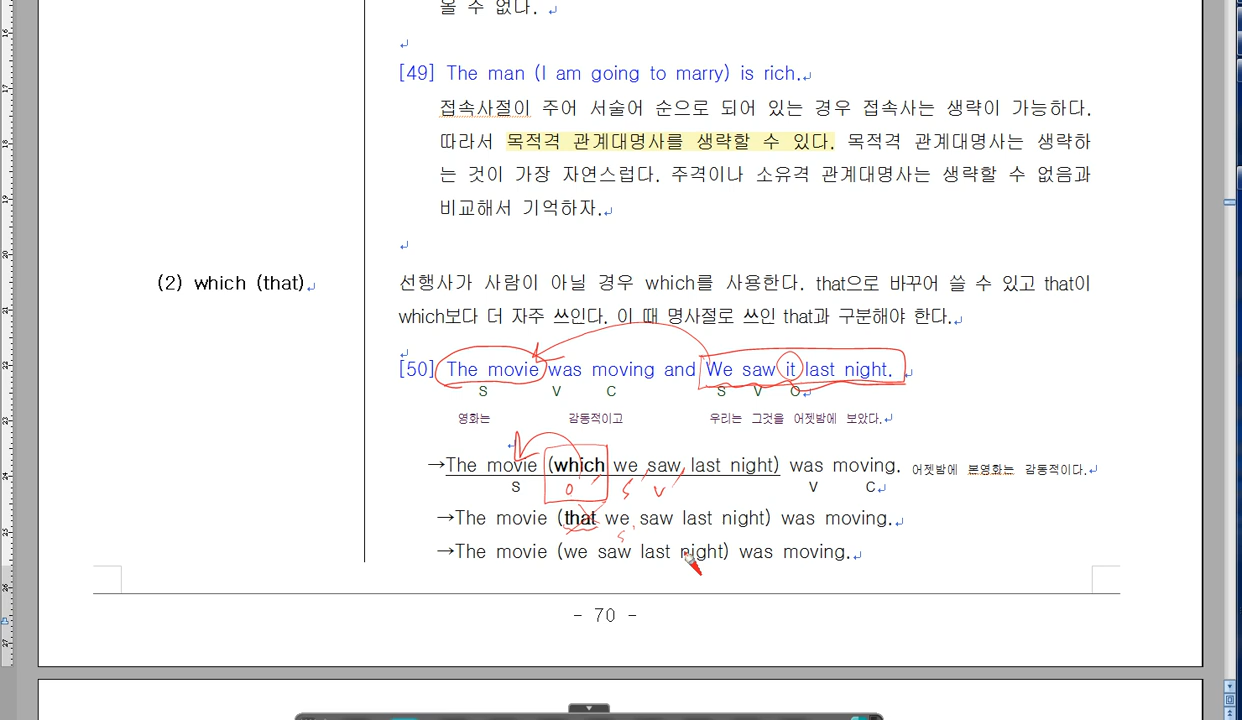 올 수 없다.
[49] The man (I am going to marry) is rich.
접속사절이 주어 서술어 순으로 되어 있는 경우 접속사는 생략이 가능하다.
따라서 목적격 관계대명사를 생략할 수 있다. 목적격 관계대명사는 생략하
는 것이 가장 자연스럽다. 주격이나 소유격 관계대명사는 생략할 수 없음과
비교해서 기억하자.
(2) which (that)
선행사가 사람이 아닐 경우 which를 사용한다. that으로 바꾸어 쓸 수 있고 that이
which보다 더 자주 쓰인다. 이 때 명사절로 쓰인 that과 구분해야 한다.
[50] The movie was moving and We saw it last night.
S V C S V O
영화는 감동적이고 우리는 그것을 어젯밤에 보았다.
→The movie (which we saw last night) was moving. 어젯밤에 본영화는 감동적이다.
S O S V V C
→The movie (that we saw last night) was moving.
S
→The movie (we saw last night) was moving.
- 70 -